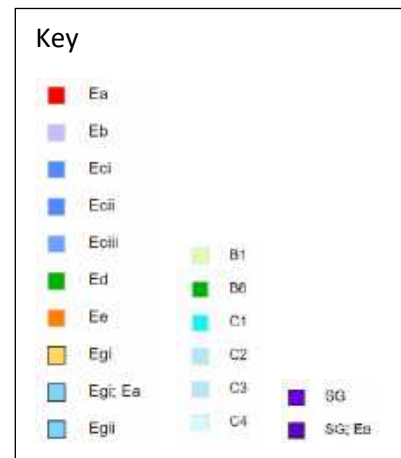 Key
Ea
Eb
Eci
Ecii
Eciii
Ed
Ee
Egi
Egi; Ea
Egii
B1
B8
C1
C2
C3
C4
SG
SG; Ea